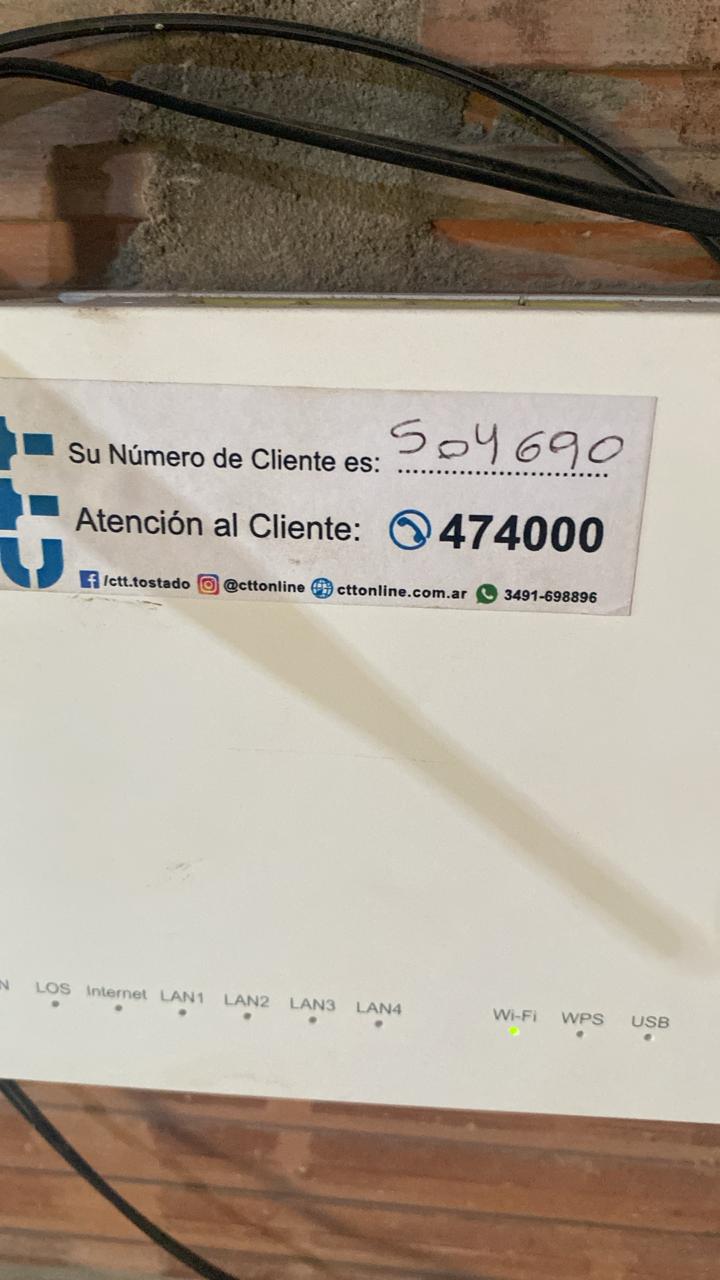 Su Número de Cliente es: 504690
Atención al Cliente: 474000
/ctt.tostado @cttonline cttonline.com.ar 3491-698896
LOS Internet LAN1 LAN2 LAN3 LAN4 Wi-Fi WPS USB